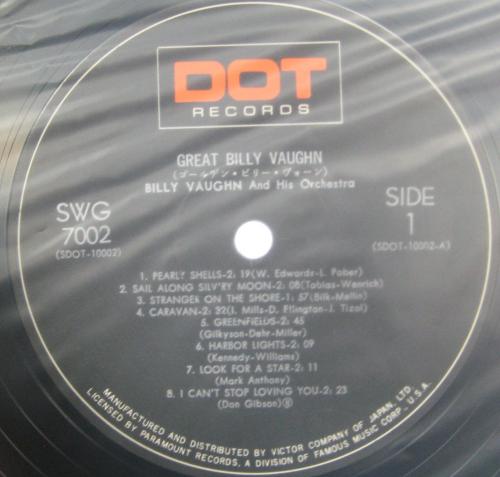 DOT
RECORDS
GREAT BILLY VAUGHN
(ゴールデン・ビリー・ヴォーン)
BILLY VAUGHN And His Orchestra
SWG
7002
(SDOT-10002)
SIDE
1
(SDOT-10002-A)
1. PEARLY SHELLS-2: 19(W. Edwards-L. Pober)
2. SAIL ALONG SILV'RY MOON-2: 08(Tobias-Wenrich)
3. STRANGER ON THE SHORE-1: 57(Bilk-Mellin)
4. CARAVAN-2: 32(I. Mills-D. Ellington-J. Tizol)
5. GREENFIELDS-2: 45
(Gilkyson-Dehr-Miller)
6. HARBOR LIGHTS-2: 09
(Kennedy-Williams)
7. LOOK FOR A STAR-2: 11
(Mark Anthony)
8. I CAN'T STOP LOVING YOU-2: 23
(Don Gibson)
MANUFACTURED AND DISTRIBUTED BY VICTOR COMPANY OF JAPAN, LTD.
LICENSED BY PARAMOUNT RECORDS, A DIVISION OF FAMOUS MUSIC CORP., U.S.A.